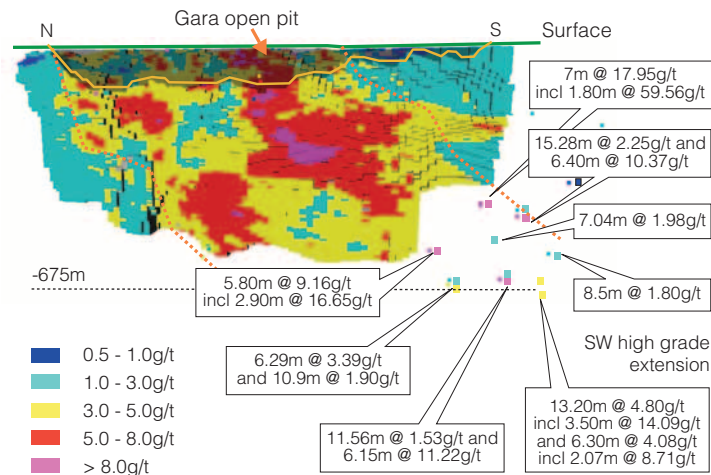 Gara open pit
N
S
Surface
7m @ 17.95g/t
incl 1.80m @ 59.56g/t
15.28m @ 2.25g/t and
6.40m @ 10.37g/t
7.04m @ 1.98g/t
-675m
5.80m @ 9.16g/t
incl 2.90m @ 16.65g/t
8.5m @ 1.80g/t
SW high grade
extension
6.29m @ 3.39g/t
and 10.9m @ 1.90g/t
13.20m @ 4.80g/t
incl 3.50m @ 14.09g/t
and 6.30m @ 4.08g/t
incl 2.07m @ 8.71g/t
11.56m @ 1.53g/t and
6.15m @ 11.22g/t
0.5 - 1.0g/t
1.0 - 3.0g/t
3.0 - 5.0g/t
5.0 - 8.0g/t
> 8.0g/t